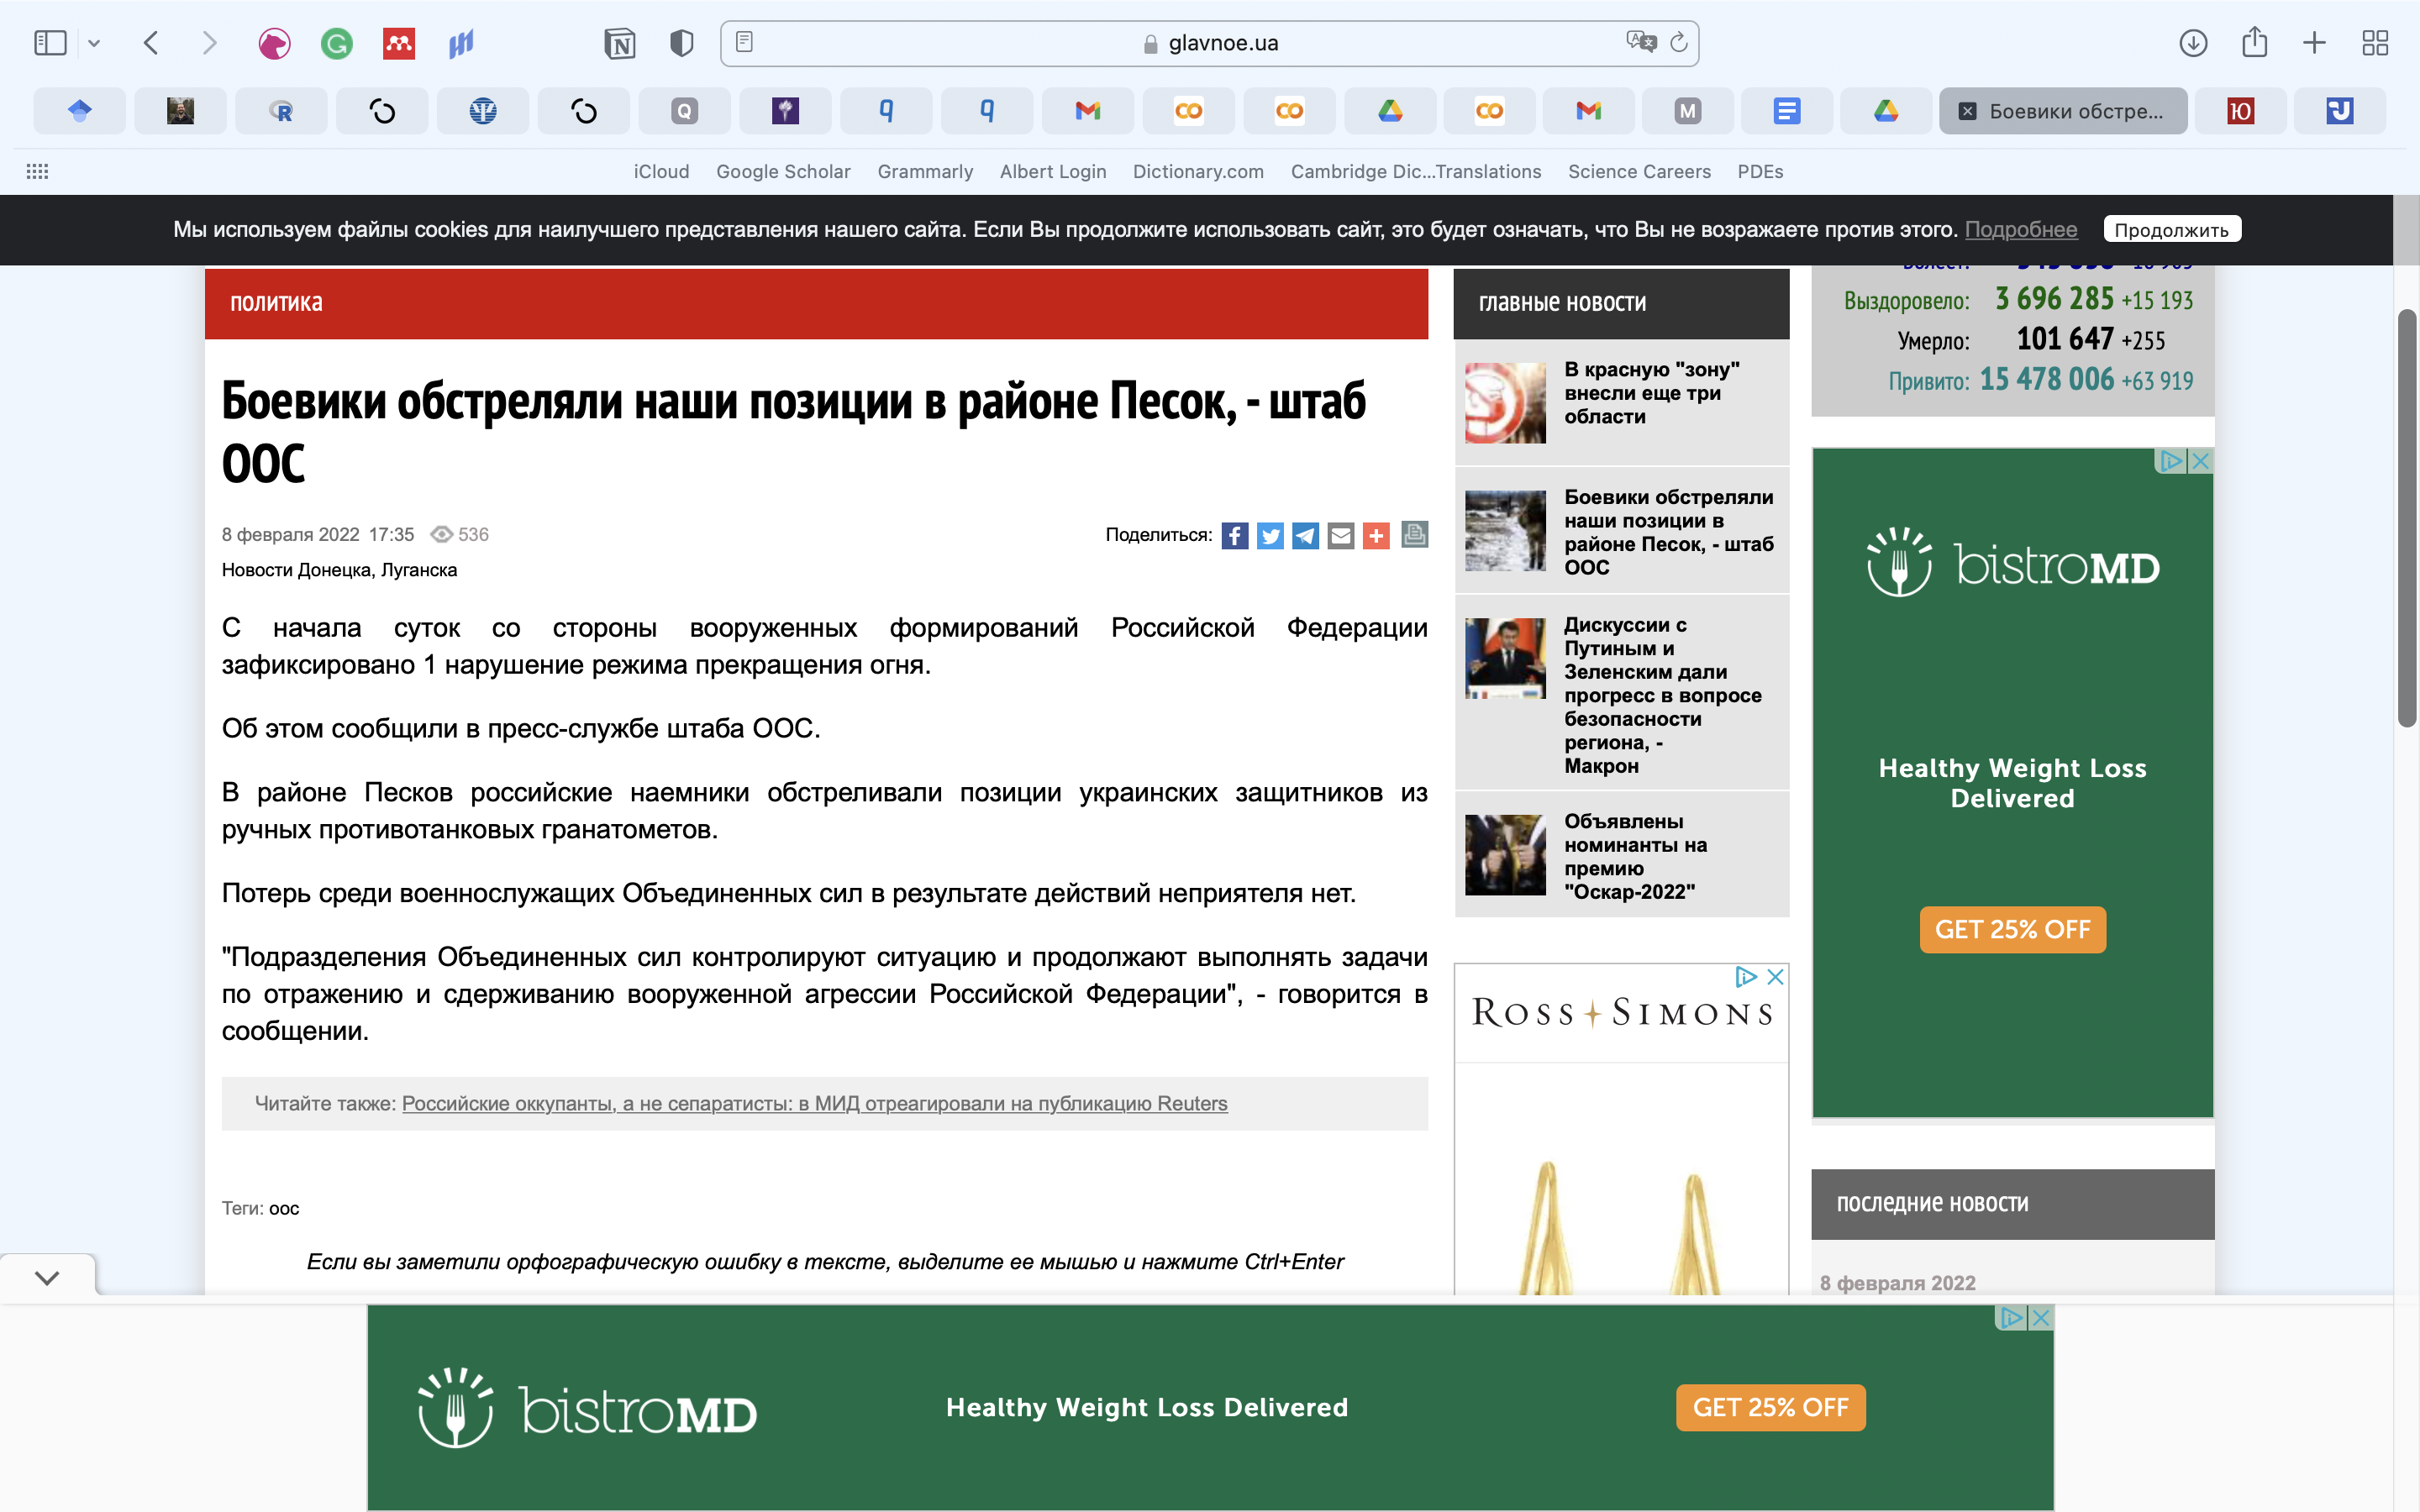 glavnoe.ua
Q
M
Боевики обстре...
Ю
iCloud Google Scholar Grammarly Albert Login Dictionary.com Cambridge Dic...Translations Science Careers PDEs
Мы используем файлы cookies для наилучшего представления нашего сайта. Если Вы продолжите использовать сайт, это будет означать, что Вы не возражаете против этого. Подробнее Продолжить
политика
Боевики обстреляли наши позиции в районе Песок, - штаб
ООС
8 февраля 2022 17:35 536
Поделиться:
Новости Донецка, Луганска
С начала суток со стороны вооруженных формирований Российской Федерации
зафиксировано 1 нарушение режима прекращения огня.
Об этом сообщили в пресс-службе штаба ООС.
В районе Песков российские наемники обстреливали позиции украинских защитников из
ручных противотанковых гранатометов.
Потерь среди военнослужащих Объединенных сил в результате действий неприятеля нет.
"Подразделения Объединенных сил контролируют ситуацию и продолжают выполнять задачи
по отражению и сдерживанию вооруженной агрессии Российской Федерации", - говорится в
сообщении.
Читайте также: Российские оккупанты, а не сепаратисты: в МИД отреагировали на публикацию Reuters
Теги: оос
Если вы заметили орфографическую ошибку в тексте, выделите ее мышью и нажмите Ctrl+Enter
главные новости
В красную "зону"
внесли еще три
области
Боевики обстреляли
наши позиции в
районе Песок, - штаб
ООС
Дискуссии с
Путиным и
Зеленским дали
прогресс в вопросе
безопасности
региона, -
Макрон
Объявлены
номинанты на
премию
"Оскар-2022"
ROSS SIMONS
Выздоровело: 3 696 285 +15 193
Умерло: 101 647 +255
Привито: 15 478 006 +63 919
bistroMD
Healthy Weight Loss
Delivered
GET 25% OFF
последние новости
8 февраля 2022
bistroMD
Healthy Weight Loss Delivered
GET 25% OFF